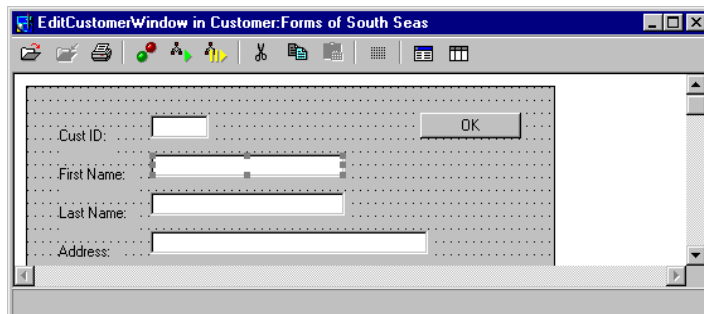 EditCustomerWindow in Customer:Forms of South Seas
Cust ID:
OK
First Name:
Last Name:
Address: